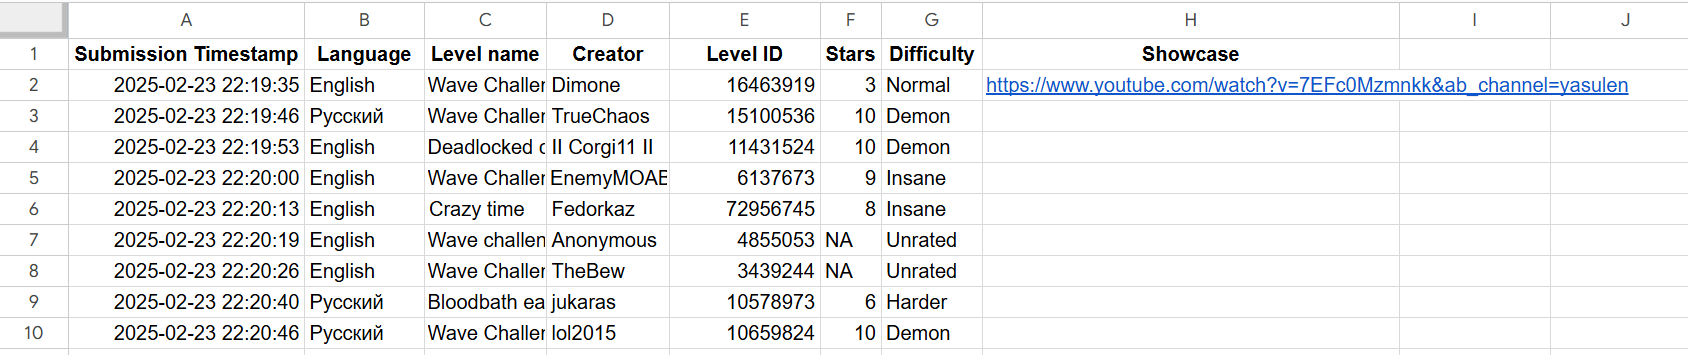 A B C D E F G H I J
1 Submission Timestamp Language Level name Creator Level ID Stars Difficulty Showcase
2 2025-02-23 22:19:35 English Wave Challer Dimone 16463919 3 Normal https://www.youtube.com/watch?v=7EFc0Mzmnkk&ab_channel=yasulen
3 2025-02-23 22:19:46 Русский Wave Challer TrueChaos 15100536 10 Demon
4 2025-02-23 22:19:53 English Deadlocked c II Corgi11 II 11431524 10 Demon
5 2025-02-23 22:20:00 English Wave Challer EnemyMOAE 6137673 9 Insane
6 2025-02-23 22:20:13 English Crazy time Fedorkaz 72956745 8 Insane
7 2025-02-23 22:20:19 English Wave challen Anonymous 4855053 NA Unrated
8 2025-02-23 22:20:26 English Wave Challer TheBew 3439244 NA Unrated
9 2025-02-23 22:20:40 Русский Bloodbath ea jukaras 10578973 6 Harder
10 2025-02-23 22:20:46 Русский Wave Challer lol2015 10659824 10 Demon